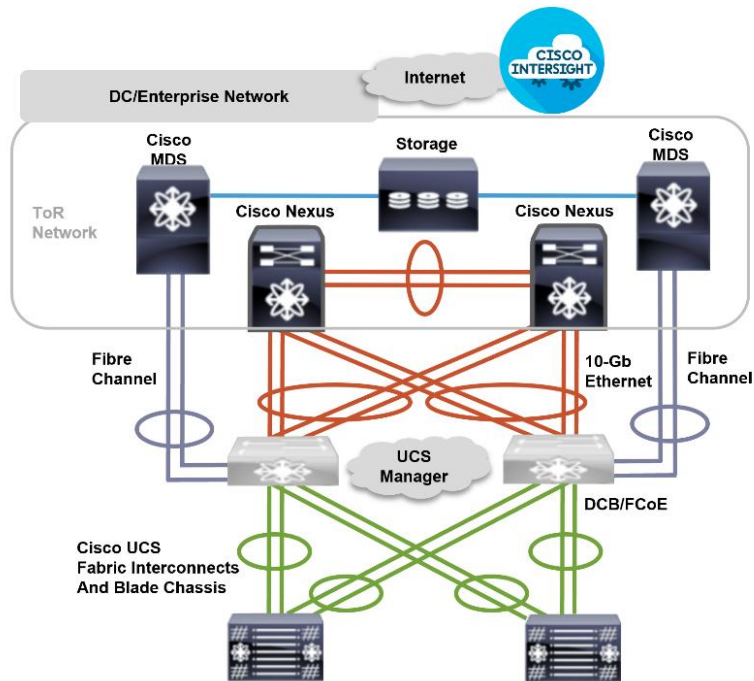 CISCO
INTERSIGHT
Internet
DC/Enterprise Network
Cisco
MDS
Storage
Cisco
MDS
ToR
Network
Cisco Nexus
Cisco Nexus
Fibre
Channel
10-Gb
Ethernet
Fibre
Channel
UCS
Manager
DCB/FCoE
Cisco UCS
Fabric Interconnects
And Blade Chassis